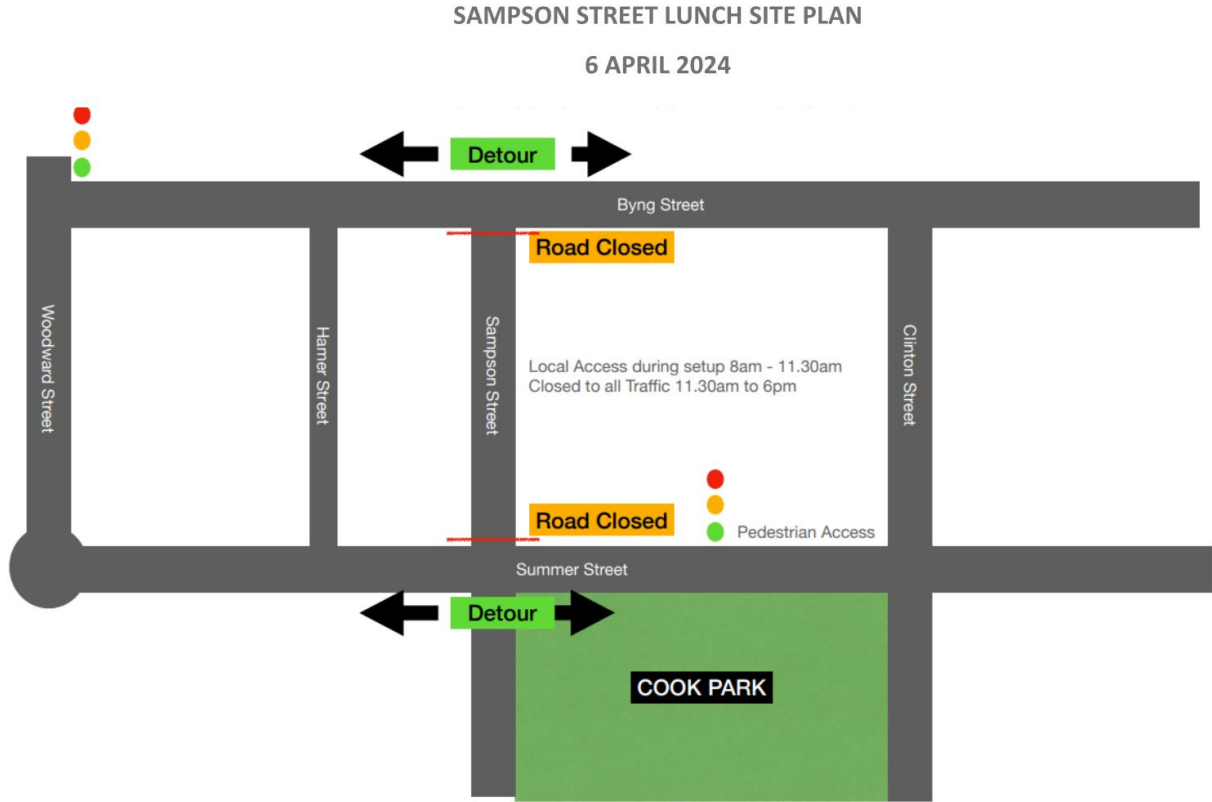 SAMPSON STREET LUNCH SITE PLAN
6 APRIL 2024
Detour
Byng Street
Road Closed
Woodward Street
Hamer Street
Sampson Street
Local Access during setup 8am - 11.30am
Closed to all Traffic 11.30am to 6pm
Clinton Street
Road Closed
Pedestrian Access
Summer Street
Detour
COOK PARK